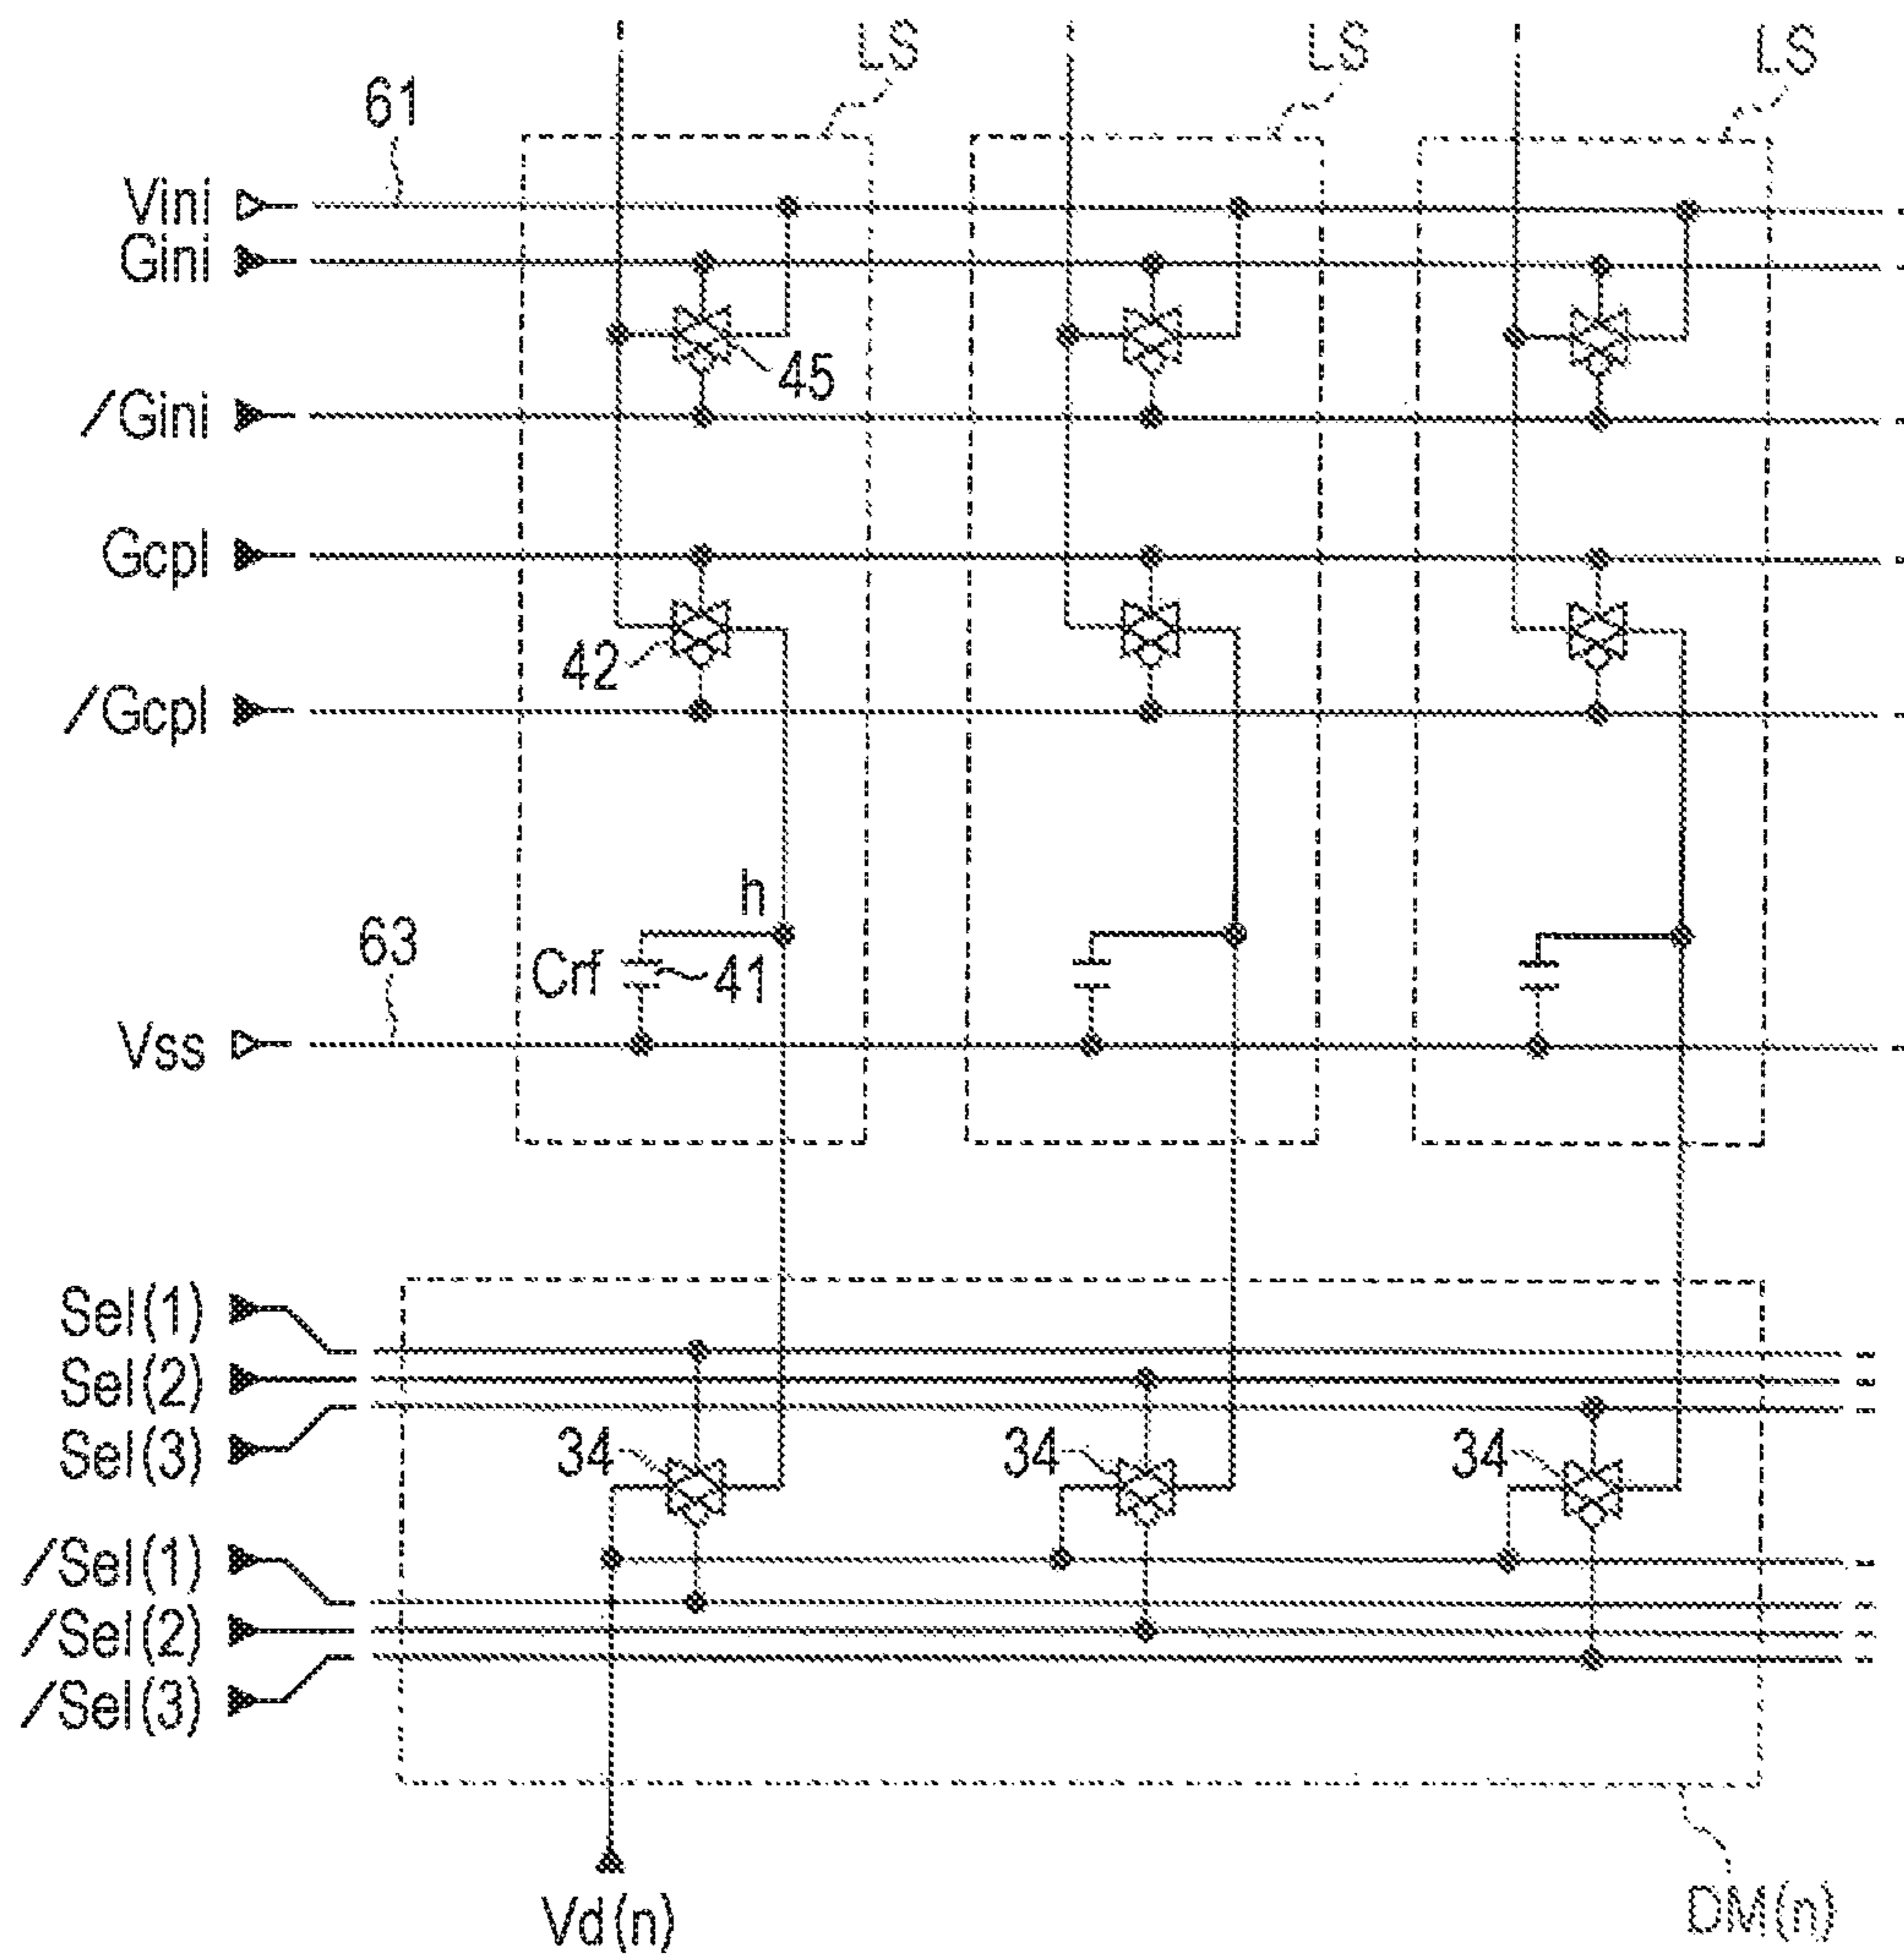 LS LS LS
61
Vini
Gini
45
/Gini
Gcpl
42
/Gcpl
h
63
Crf 41
Vss
Sel(1)
Sel(2)
Sel(3)
34 34 34
/Sel(1)
/Sel(2)
/Sel(3)
Vd(n)
DM(n)